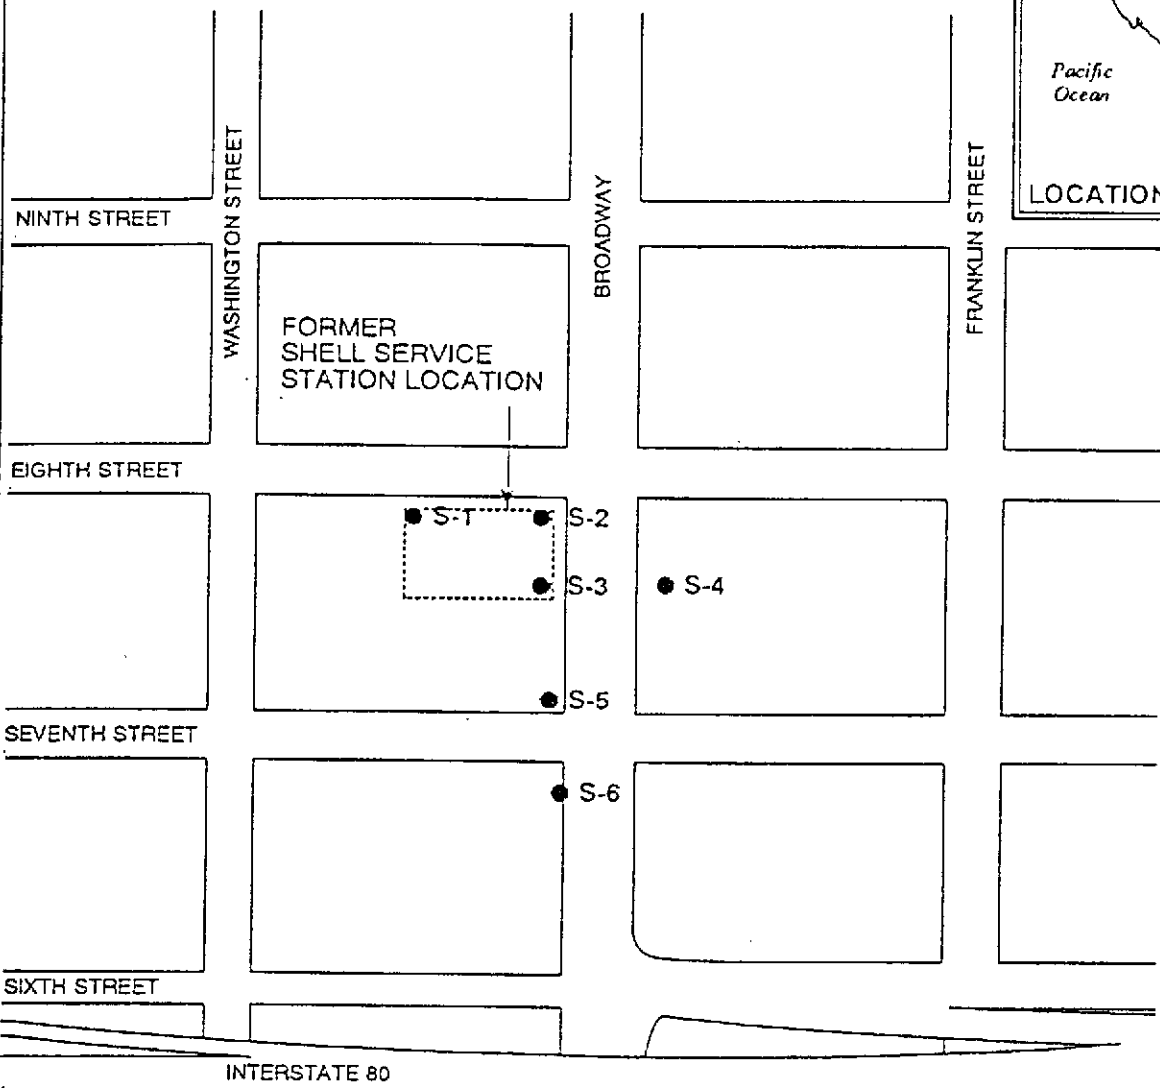 Pacific
Ocean
LOCATION
WASHINGTON STREET
BROADWAY
FRANKLIN STREET
NINTH STREET
FORMER
SHELL SERVICE
STATION LOCATION
EIGHTH STREET
S-1
S-2
S-3
S-4
S-5
SEVENTH STREET
S-6
SIXTH STREET
INTERSTATE 80